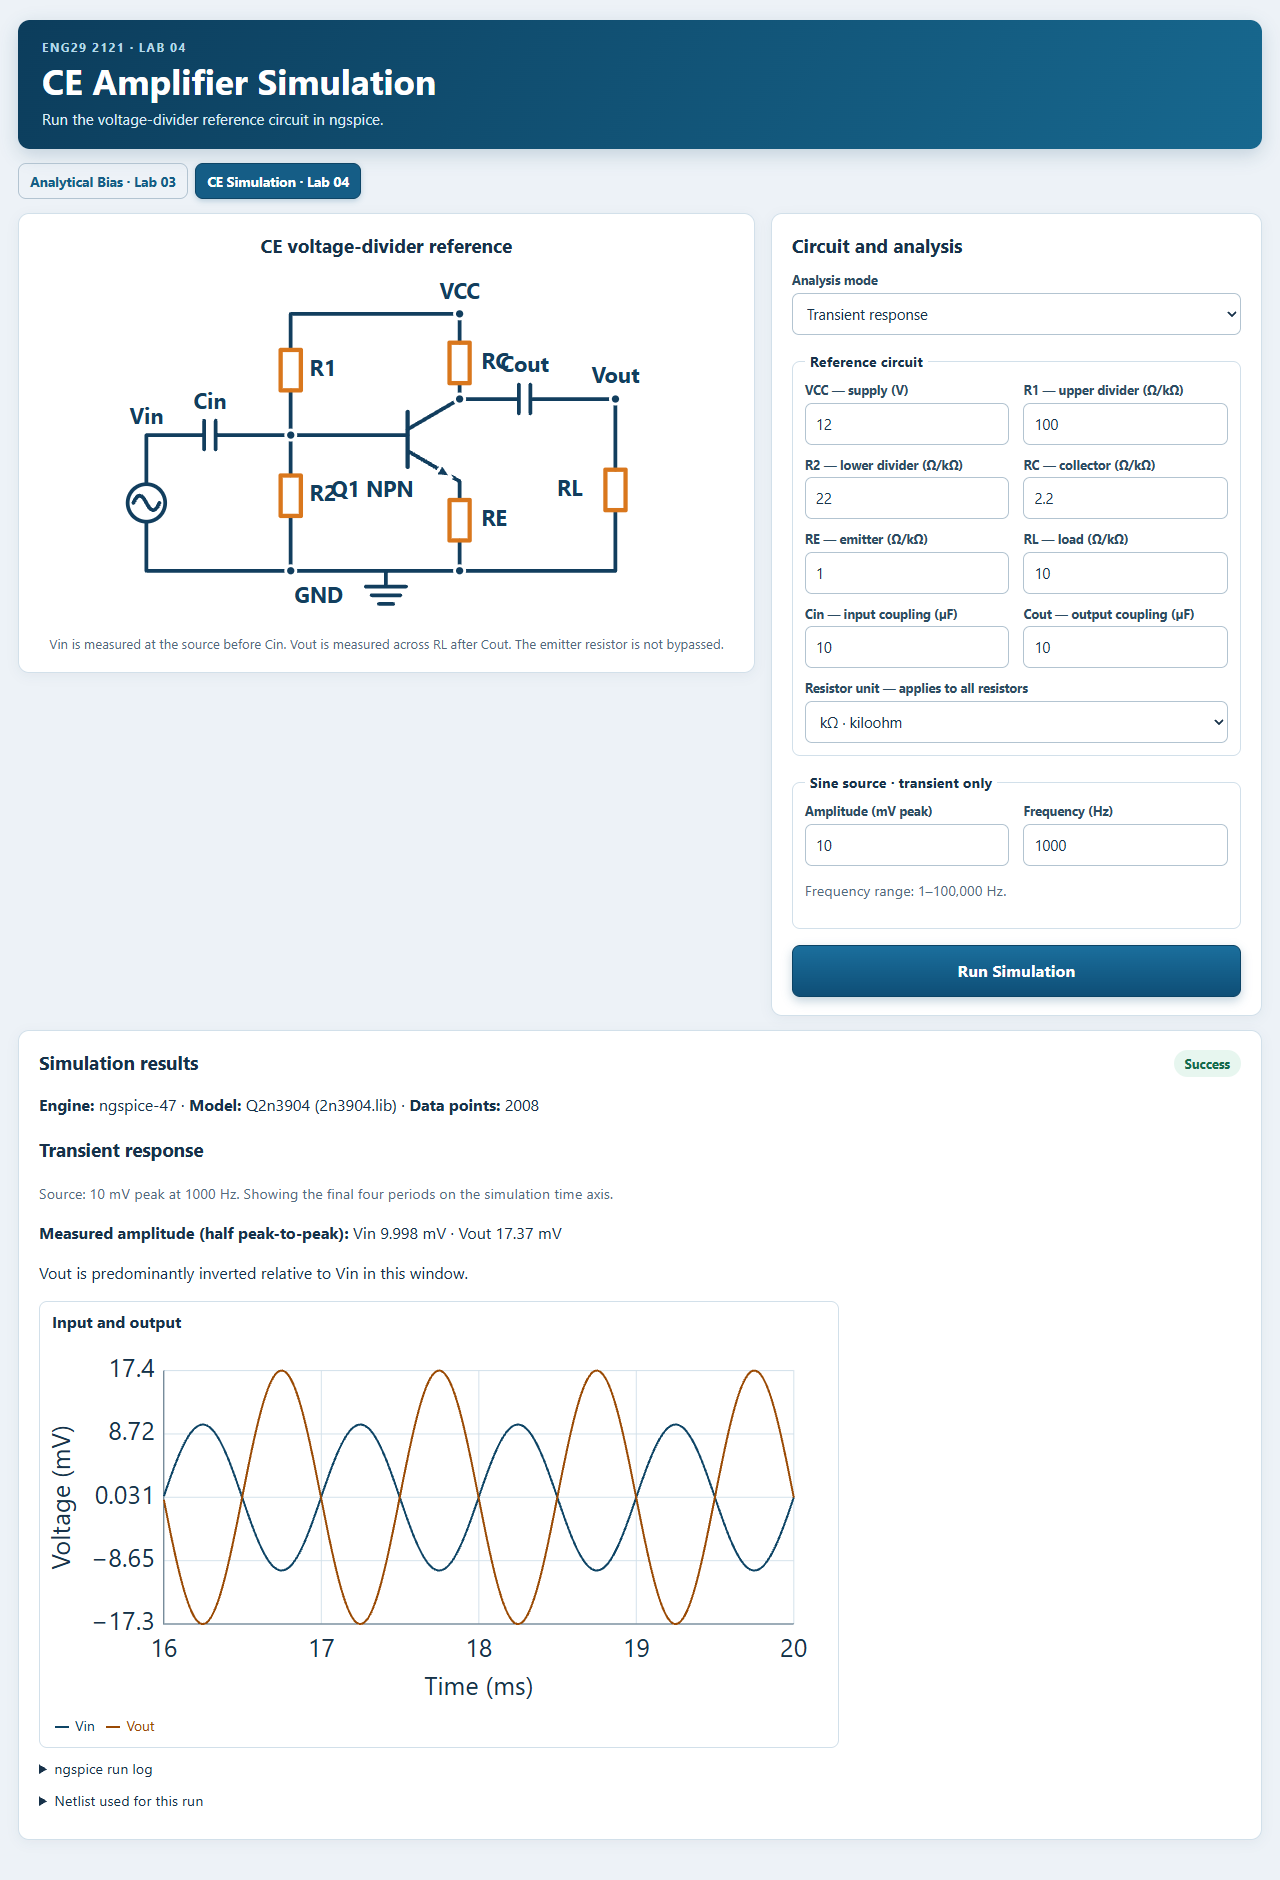 ENG29 2121 · LAB 04
CE Amplifier Simulation
Run the voltage-divider reference circuit in ngspice.
Analytical Bias · Lab 03
CE Simulation · Lab 04
CE voltage-divider reference
VCC
R1
RC
Cout
Vout
Cin
Vin
R2
Q1 NPN
RL
RE
GND
Vin is measured at the source before Cin. Vout is measured across RL after Cout. The emitter resistor is not bypassed.
Circuit and analysis
Analysis mode
Transient response
Reference circuit
VCC — supply (V)
12
R1 — upper divider (Ω/kΩ)
100
R2 — lower divider (Ω/kΩ)
22
RC — collector (Ω/kΩ)
2.2
RE — emitter (Ω/kΩ)
1
RL — load (Ω/kΩ)
10
Cin — input coupling (µF)
10
Cout — output coupling (µF)
10
Resistor unit — applies to all resistors
kΩ · kiloohm
Sine source · transient only
Amplitude (mV peak)
10
Frequency (Hz)
1000
Frequency range: 1–100,000 Hz.
Run Simulation
Simulation results
Success
Engine: ngspice-47 · Model: Q2n3904 (2n3904.lib) · Data points: 2008
Transient response
Source: 10 mV peak at 1000 Hz. Showing the final four periods on the simulation time axis.
Measured amplitude (half peak-to-peak): Vin 9.998 mV · Vout 17.37 mV
Vout is predominantly inverted relative to Vin in this window.
Input and output
Voltage (mV)
17.4
8.72
0.031
−8.65
−17.3
16
17
18
19
20
Time (ms)
Vin
Vout
ngspice run log
Netlist used for this run